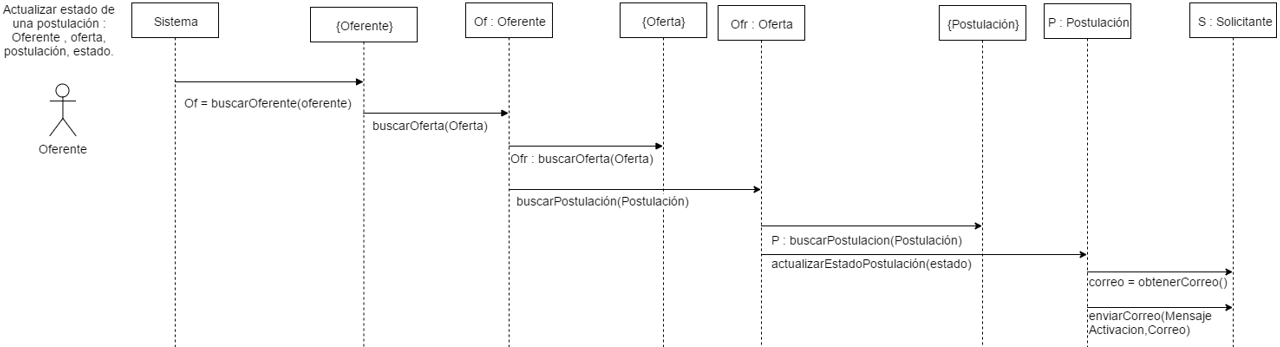 Actualizar estado de
una postulación :
Oferente , oferta,
postulación, estado.
Oferente
Sistema
{Oferente}
Of : Oferente
{Oferta}
Ofr : Oferta
{Postulación}
P : Postulación
S : Solicitante
Of = buscarOferente(oferente)
buscarOferta(Oferta)
Ofr : buscarOferta(Oferta)
buscarPostulación(Postulación)
P : buscarPostulacion(Postulación)
actualizarEstadoPostulación(estado)
correo = obtenerCorreo()
enviarCorreo(Mensaje
Activacion,Correo)